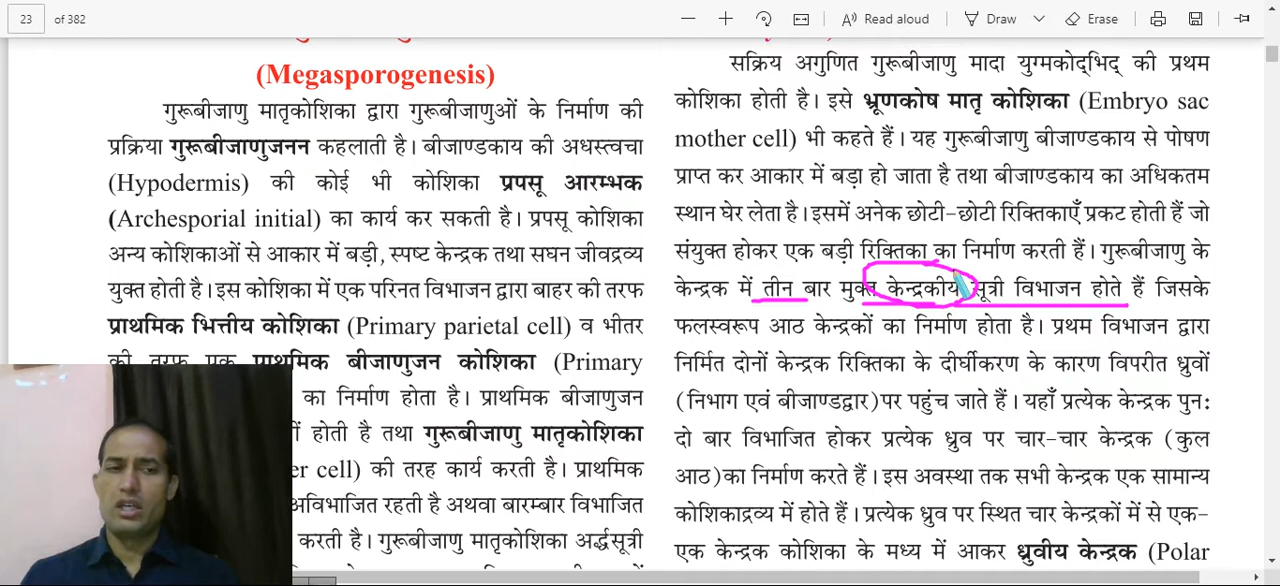 23 of 382
Read aloud
Draw
Erase
(Megasporogenesis)
गुरूबीजाणु मातृकोशिका द्वारा गुरूबीजाणुओं के निर्माण की
प्रक्रिया गुरूबीजाणुजनन कहलाती है। बीजाण्डकाय की अधस्त्वचा
(Hypodermis) की कोई भी कोशिका प्रपसू आरम्भक
(Archesporial initial) का कार्य कर सकती है। प्रपसू कोशिका
अन्य कोशिकाओं से आकार में बड़ी, स्पष्ट केन्द्रक तथा सघन जीवद्रव्य
युक्त होती है। इस कोशिका में एक परिनत विभाजन द्वारा बाहर की तरफ
प्राथमिक भित्तीय कोशिका (Primary parietal cell) व भीतर
की तरफ एक प्राथमिक बीजाणुजन कोशिका (Primary
का निर्माण होता है। प्राथमिक बीजाणुजन
होती है तथा गुरूबीजाणु मातृकोशिका
cell) की तरह कार्य करती है। प्राथमिक
अविभाजित रहती है अथवा बारम्बार विभाजित
करती है। गुरूबीजाणु मातृकोशिका अर्द्धसूत्री
सक्रिय अगुणित गुरूबीजाणु मादा युग्मकोद्भिद् की प्रथम
कोशिका होती है। इसे भ्रूणकोष मातृ कोशिका (Embryo sac
mother cell) भी कहते हैं। यह गुरूबीजाणु बीजाण्डकाय से पोषण
प्राप्त कर आकार में बड़ा हो जाता है तथा बीजाण्डकाय का अधिकतम
स्थान घेर लेता है। इसमें अनेक छोटी-छोटी रिक्तिकाएँ प्रकट होती हैं जो
संयुक्त होकर एक बड़ी रिक्तिका का निर्माण करती हैं। गुरूबीजाणु के
केन्द्रक में तीन बार मुक्त केन्द्रकीय सूत्री विभाजन होते हैं जिसके
फलस्वरूप आठ केन्द्रकों का निर्माण होता है। प्रथम विभाजन द्वारा
निर्मित दोनों केन्द्रक रिक्तिका के दीर्घीकरण के कारण विपरीत ध्रुवों
(निभाग एवं बीजाण्डद्वार) पर पहुंच जाते हैं। यहाँ प्रत्येक केन्द्रक पुन:
दो बार विभाजित होकर प्रत्येक ध्रुव पर चार-चार केन्द्रक (कुल
आठ) का निर्माण करते हैं। इस अवस्था तक सभी केन्द्रक एक सामान्य
कोशिकाद्रव्य में होते हैं। प्रत्येक ध्रुव पर स्थित चार केन्द्रकों में से एक-
एक केन्द्रक कोशिका के मध्य में आकर ध्रुवीय केन्द्रक (Polar